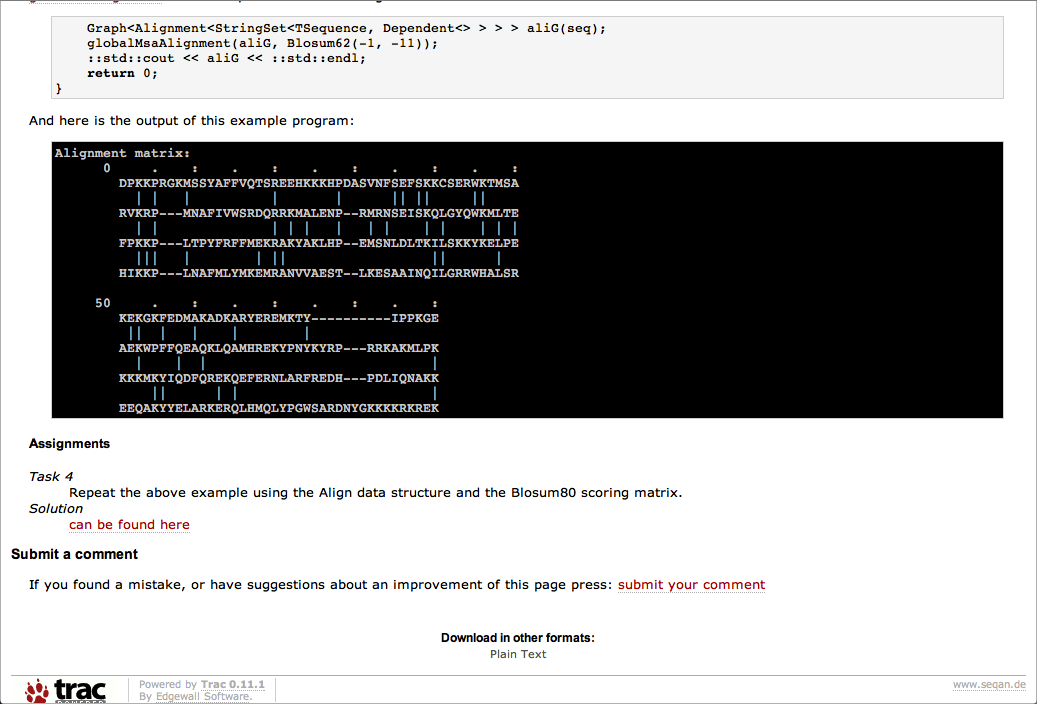 Graph<Alignment<StringSet<TSequence, Dependent<> > > > aliG(seq);
globalMsaAlignment(aliG, Blosum62(-1, -11));
::std::cout << aliG << ::std::endl;
return 0;
}
And here is the output of this example program:
Alignment matrix:
      0     .    :    .    :    .    :    .    :    .    :
        DPKKPRGKMSSYAFFVQTSREEHKKKHPDASVNFSEFSKKCSERWKTMSA
          | |   |          |       |      || ||     ||
        RVKRP---MNAFIVWSRDQRRKMALENP--RMRNSEISKQLGYQWKMLTE
          | |              | | |   |   | |    | |    | | |
        FPKKP---LTPYFRFFMEKRAKYAKLHP--EMSNLDLTKILSKKYKELPE
          |||   |        | ||                  ||      |
        HIKKP---LNAFMLYMKEMRANVVAEST--LKESAAINQILGRRWHALSR
     50     .    :    .    :    .    :    .    :
        KEKGKFEDMAKADKARYEREMKTY----------IPPKGE
         ||  |   |    |        |
        AEKWPFFQEAQKLQAMHREKYPNYKYRP---RRKAKMLPK
          |    |  |                            |
        KKKMKYIQDFQREKQEFERNLARFREDH---PDLIQNAKK
            ||      | |                        |
        EEQAKYYELARKERQLHMQLYPGWSARDNYGKKKKRKREK
Assignments
Task 4
Repeat the above example using the Align data structure and the Blosum80 scoring matrix.
Solution
can be found here
Submit a comment
If you found a mistake, or have suggestions about an improvement of this page press: submit your comment
Download in other formats:
Plain Text
trac
POWERED
Powered by Trac 0.11.1
By Edgewall Software.
www.seqan.de